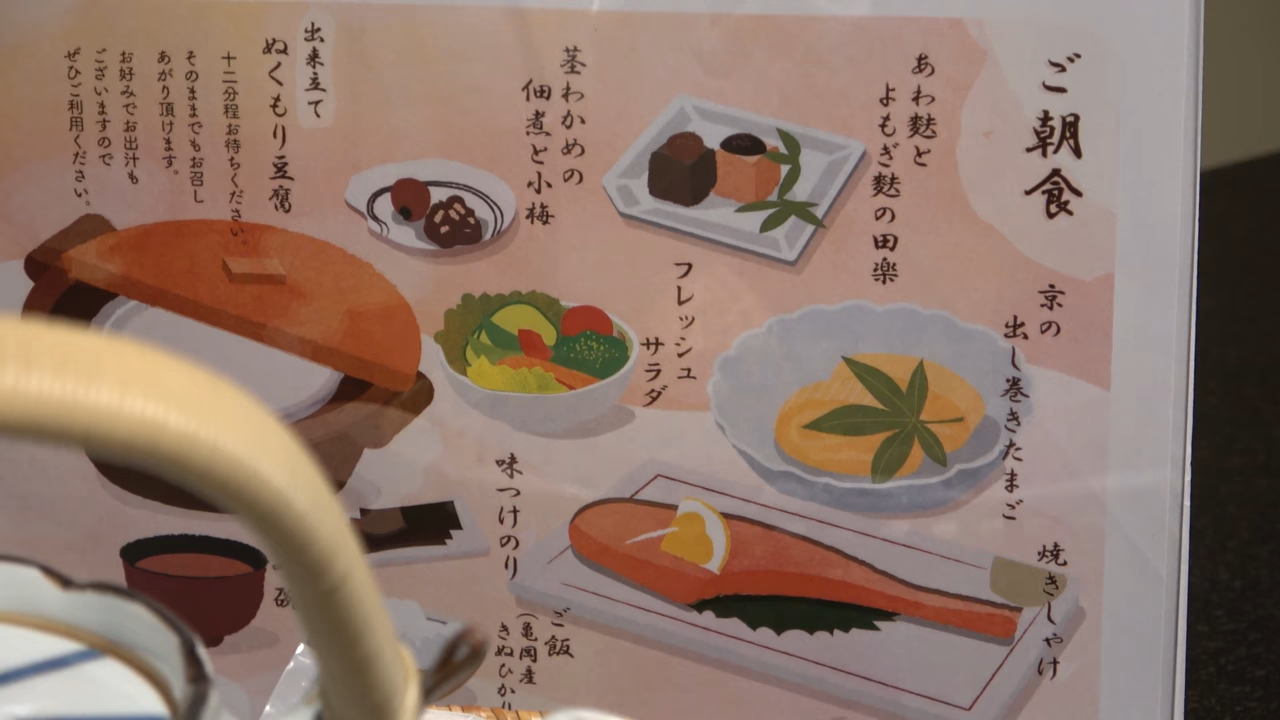 ご朝食
京の
出し巻きたまご
焼きしゃけ
あわ麩と
よもぎ麩の田楽
フレッシュ
サラダ
茎わかめの
佃煮と小梅
味つけのり
ご飯
(亀岡産
きぬひかり
出来立て
ぬくもり豆腐
十二分程お待ちください。
そのままでもお召し
あがり頂けます。
お好みでお出汁も
ございますので
ぜひご利用ください。